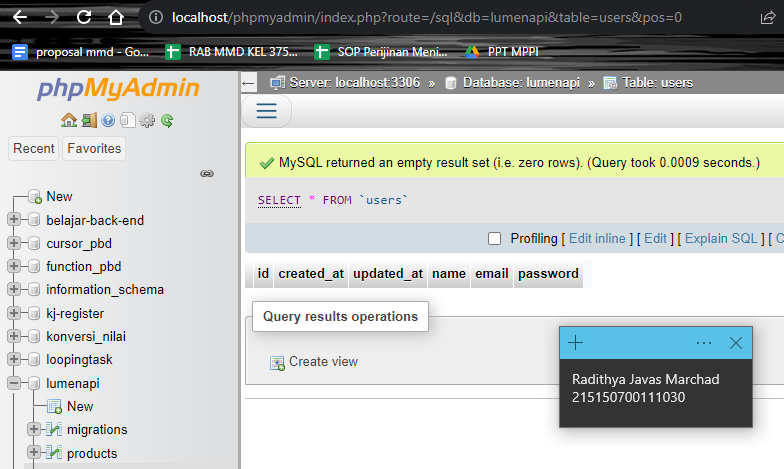 localhost/phpmyadmin/index.php?route=/sql&db=lumenapi&table=users&pos=0
proposal mmd - Go...
RAB MMD KEL 375...
SOP Perijinan Meni...
PPT MPPI
phpMyAdmin
Recent
Favorites
New
belajar-back-end
cursor_pbd
function_pbd
information_schema
kj-register
konversi_nilai
loopingtask
lumenapi
New
migrations
products
Server: localhost:3306 » Database: lumenapi » Table: users
MySQL returned an empty result set (i.e. zero rows). (Query took 0.0009 seconds.)
SELECT * FROM `users`
Profiling [ Edit inline ] [ Edit ] [ Explain SQL ] [ C
id created_at updated_at name email password
Query results operations
Create view
Radithya Javas Marchad
215150700111030